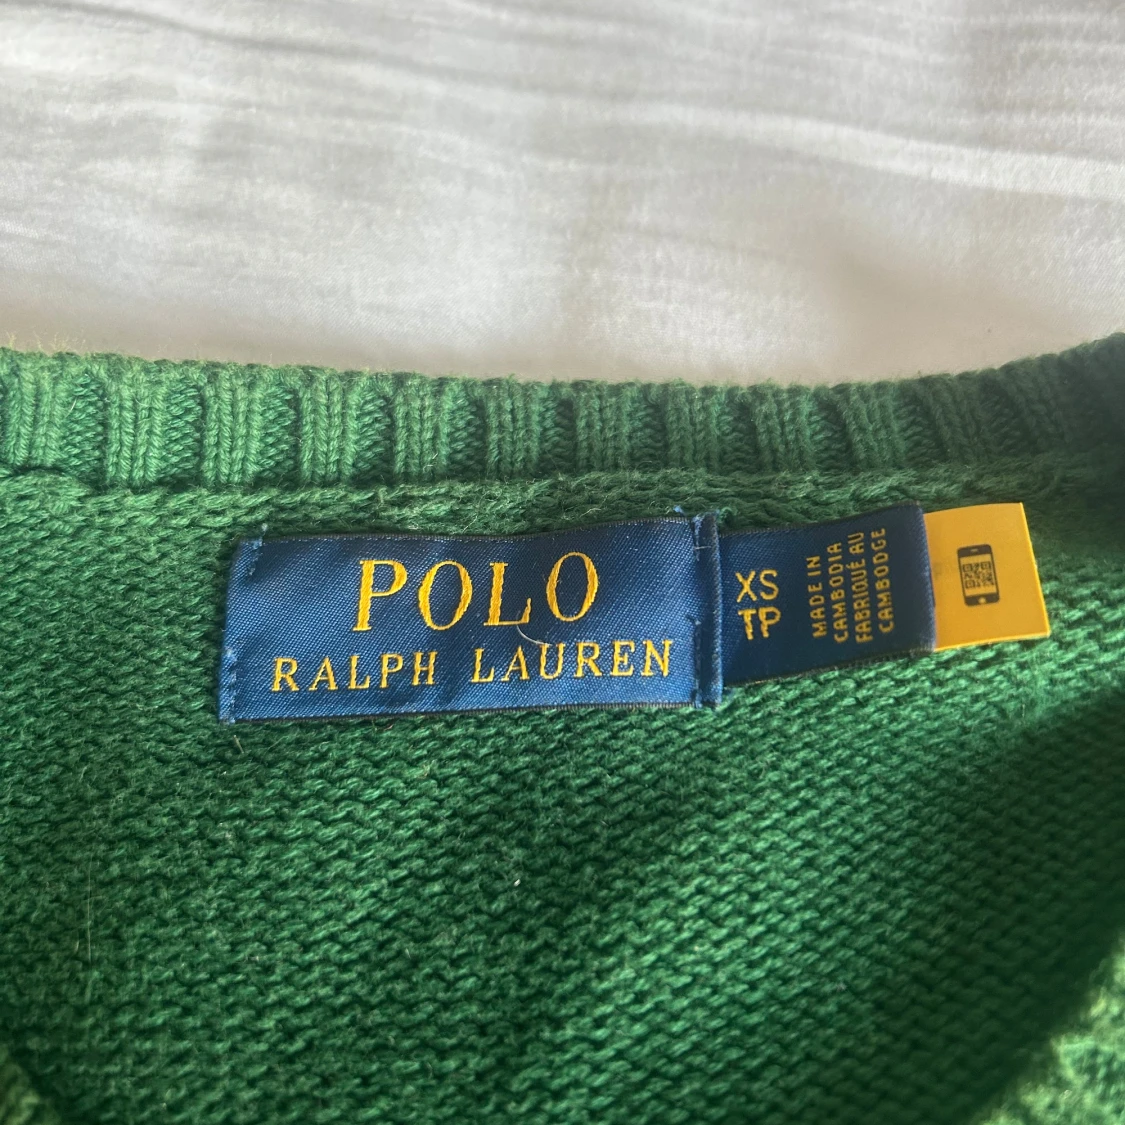 POLO
RALPH LAUREN
XS
TP
MADE IN
CAMBODIA
FABRIQUÉ AU
CAMBODGE